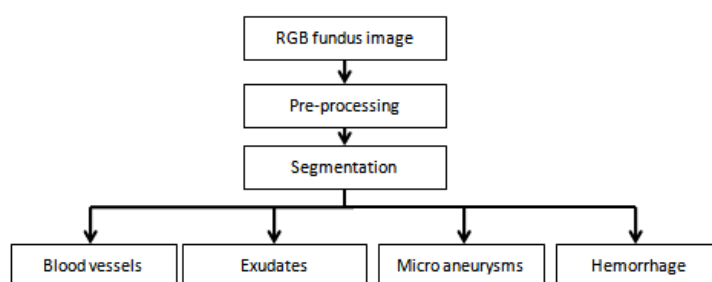 RGB fundus image
Pre-processing
Segmentation
Blood vessels
Exudates
Micro aneurysms
Hemorrhage